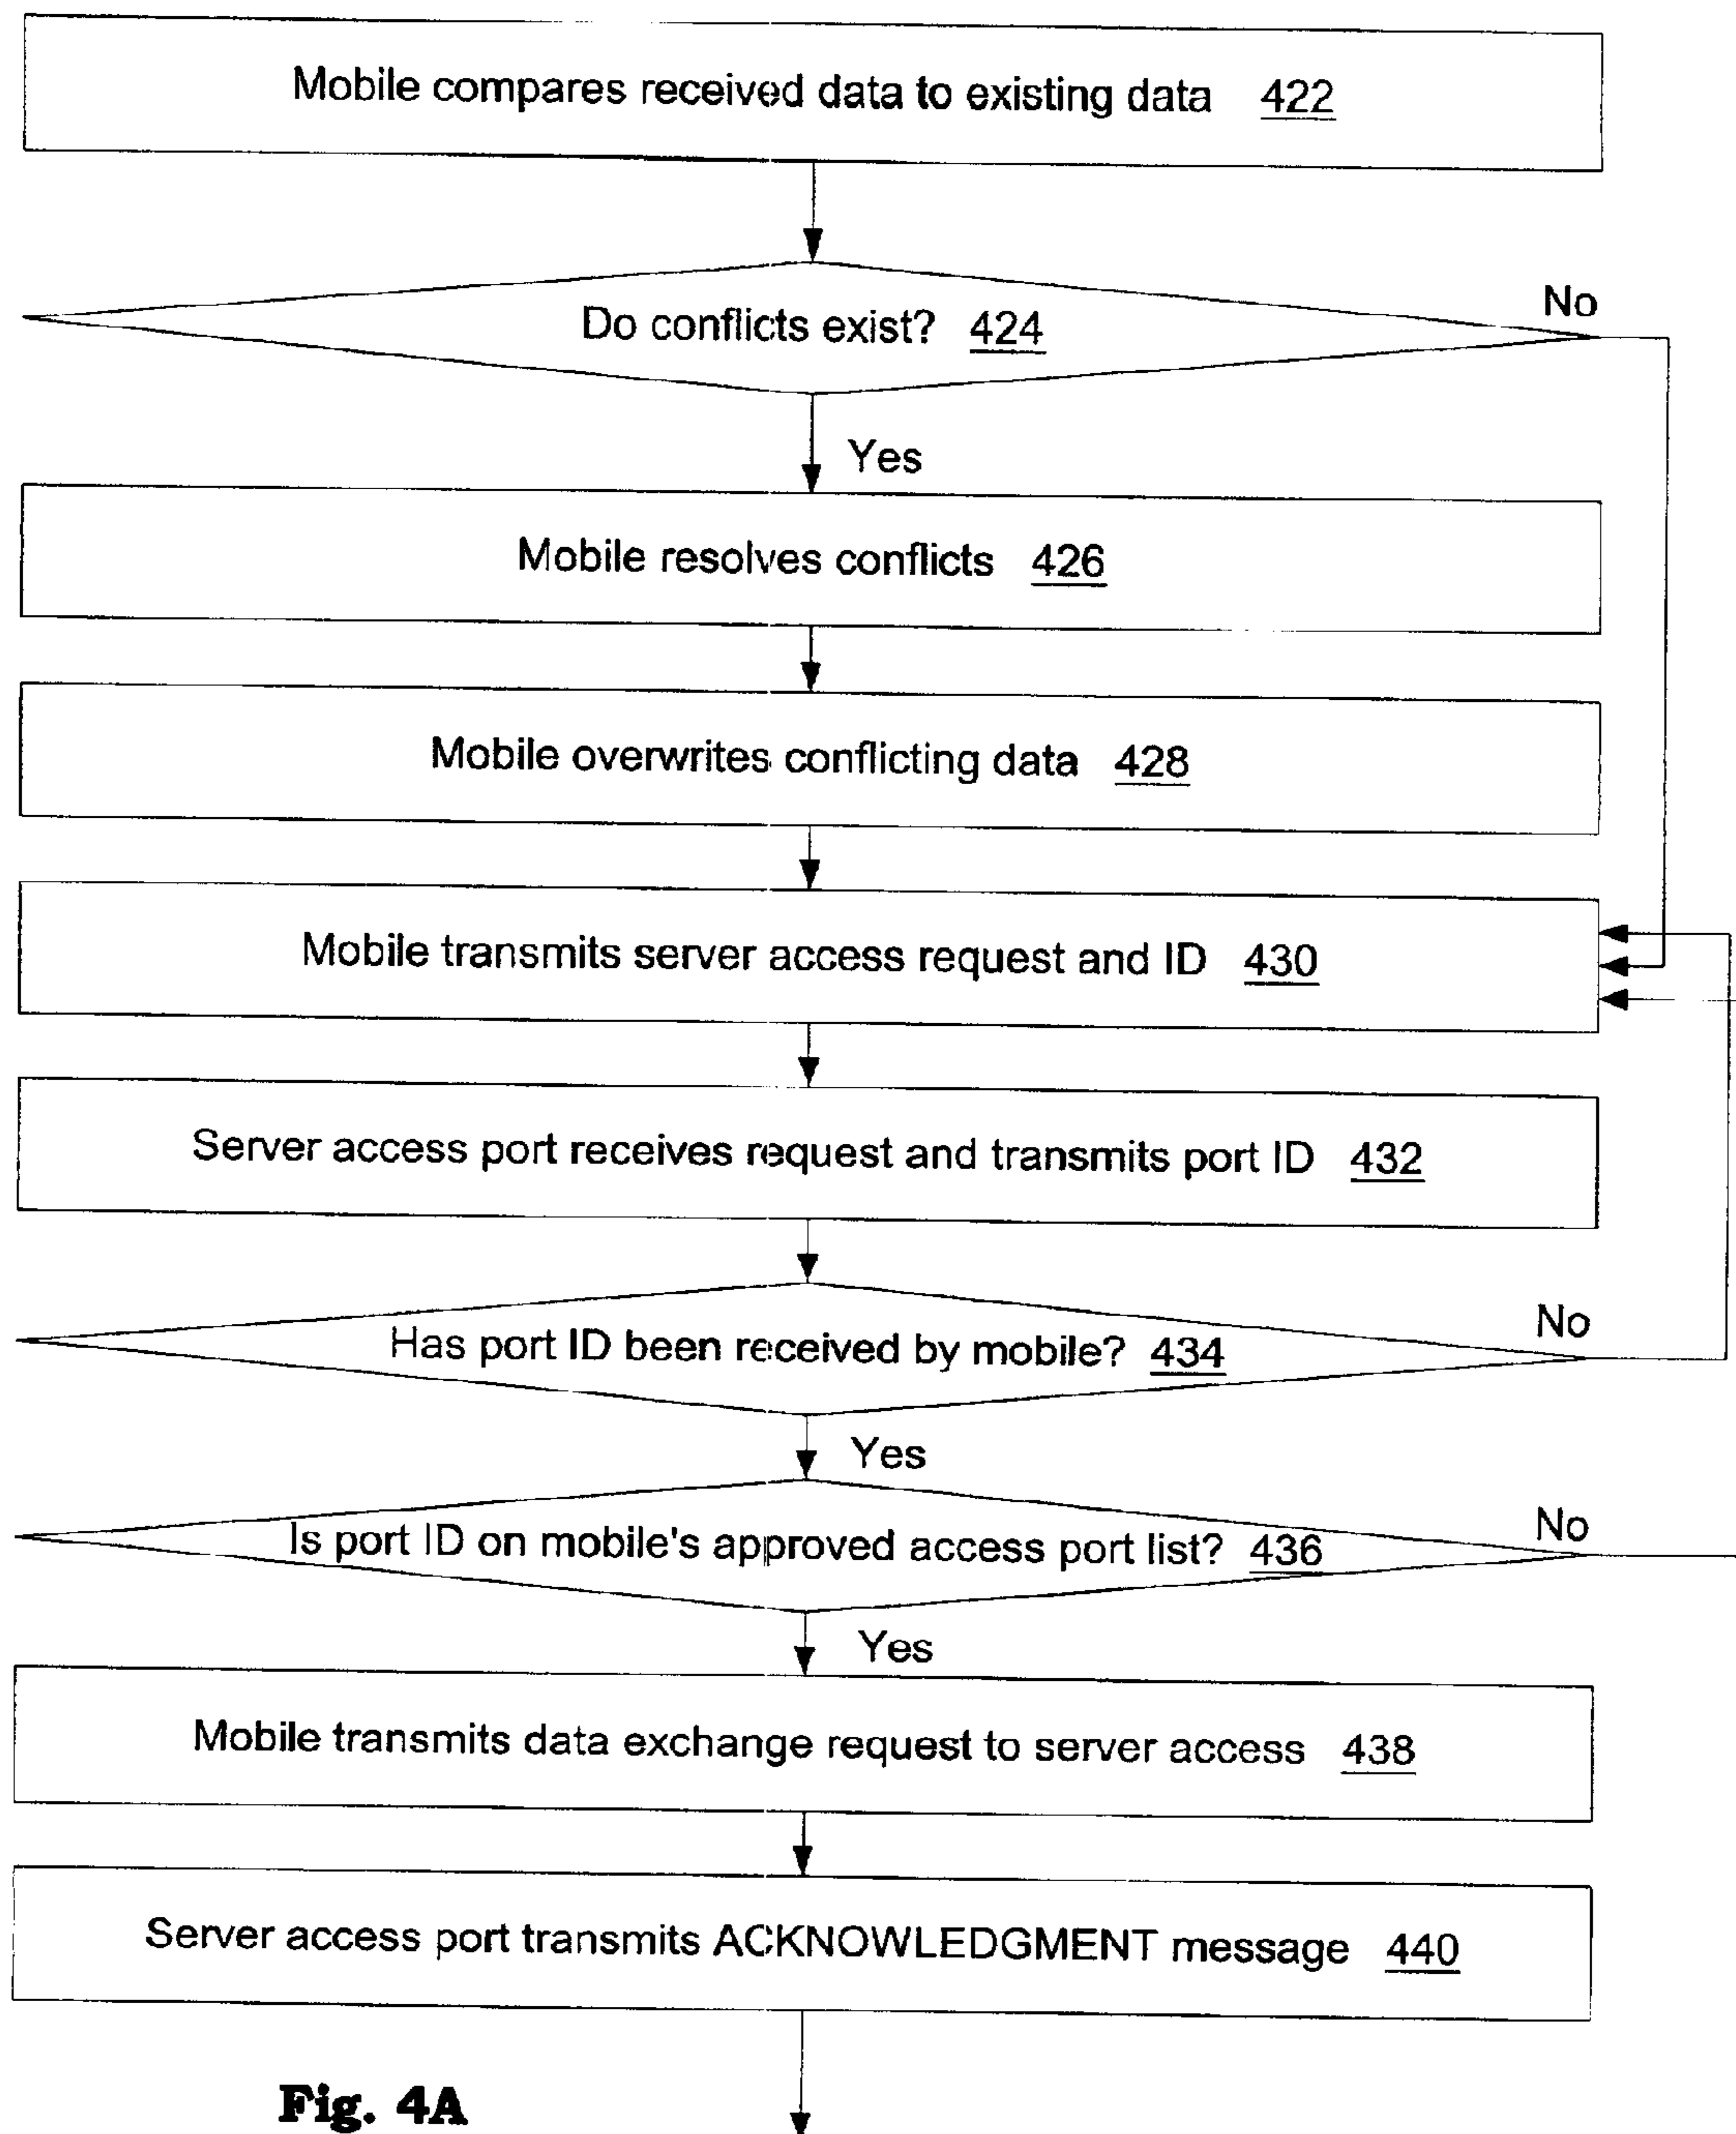 Mobile compares received data to existing data 422
Do conflicts exist? 424
No
Yes
Mobile resolves conflicts 426
Mobile overwrites conflicting data 428
Mobile transmits server access request and ID 430
Server access port receives request and transmits port ID 432
Has port ID been received by mobile? 434
No
Yes
Is port ID on mobile's approved access port list? 436
No
Yes
Mobile transmits data exchange request to server access 438
Server access port transmits ACKNOWLEDGMENT message 440
Fig. 4A